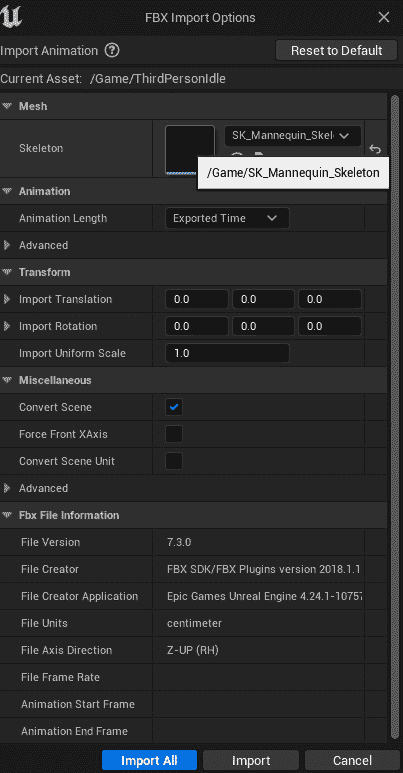 FBX Import Options
Import Animation ?
Reset to Default
Current Asset: /Game/ThirdPersonIdle
Mesh
Skeleton
SK_Mannequin_Skel
/Game/SK_Mannequin_Skeleton
Animation
Animation Length Exported Time
Advanced
Transform
Import Translation 0.0 0.0 0.0
Import Rotation 0.0 0.0 0.0
Import Uniform Scale 1.0
Miscellaneous
Convert Scene
Force Front XAxis
Convert Scene Unit
Advanced
Fbx File Information
File Version 7.3.0
File Creator FBX SDK/FBX Plugins version 2018.1.1
File Creator Application Epic Games Unreal Engine 4.24.1-10757
File Units centimeter
File Axis Direction Z-UP (RH)
File Frame Rate
Animation Start Frame
Animation End Frame
Import All Import Cancel